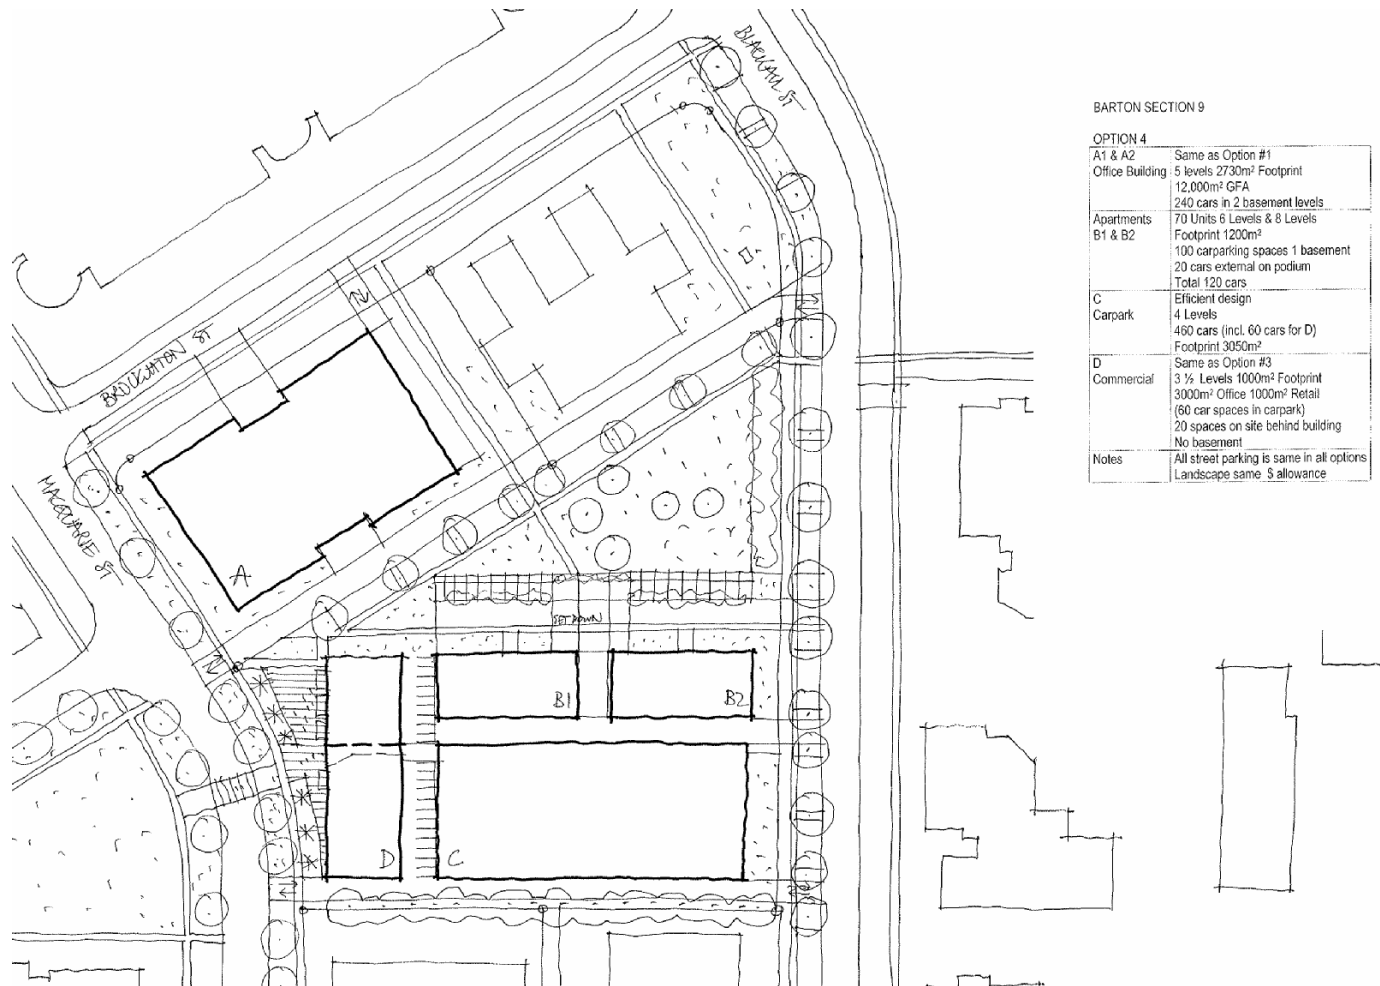 BLACKALL ST
BARTON SECTION 9
OPTION 4
A1 & A2 Same as Option #1
Office Building 5 levels 2730m² Footprint
12,000m² GFA
240 cars in 2 basement levels
Apartments 70 Units 6 Levels & 8 Levels
B1 & B2 Footprint 1200m²
100 carparking spaces 1 basement
20 cars external on podium
Total 120 cars
C Efficient design
Carpark 4 Levels
460 cars (incl. 60 cars for D)
Footprint 3050m²
D Same as Option #3
Commercial 3 ½ Levels 1000m² Footprint
3000m² Office 1000m² Retail
(60 car spaces in carpark)
20 spaces on site behind building
No basement
Notes All street parking is same in all options
Landscape same $ allowance
BROUGHTON ST
MACQUARIE ST
A
SET DOWN
B1
B2
D
C